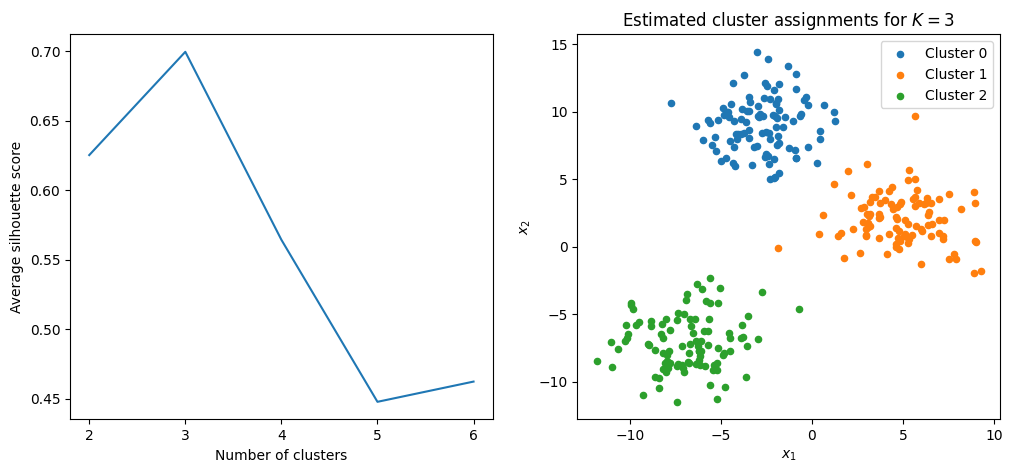 Average silhouette score
0.70
0.65
0.60
0.55
0.50
0.45
2
3
4
5
6
Number of clusters
Estimated cluster assignments for K = 3
Cluster 0
Cluster 1
Cluster 2
x₂
15
10
5
0
−5
−10
−10
−5
0
5
10
x₁